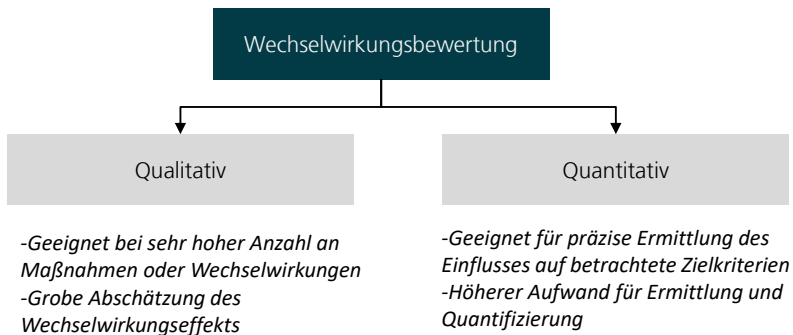 Wechselwirkungsbewertung
Qualitativ
-Geeignet bei sehr hoher Anzahl an
Maßnahmen oder Wechselwirkungen
-Grobe Abschätzung des
Wechselwirkungseffekts
Quantitativ
-Geeignet für präzise Ermittlung des
Einflusses auf betrachtete Zielkriterien
-Höherer Aufwand für Ermittlung und
Quantifizierung